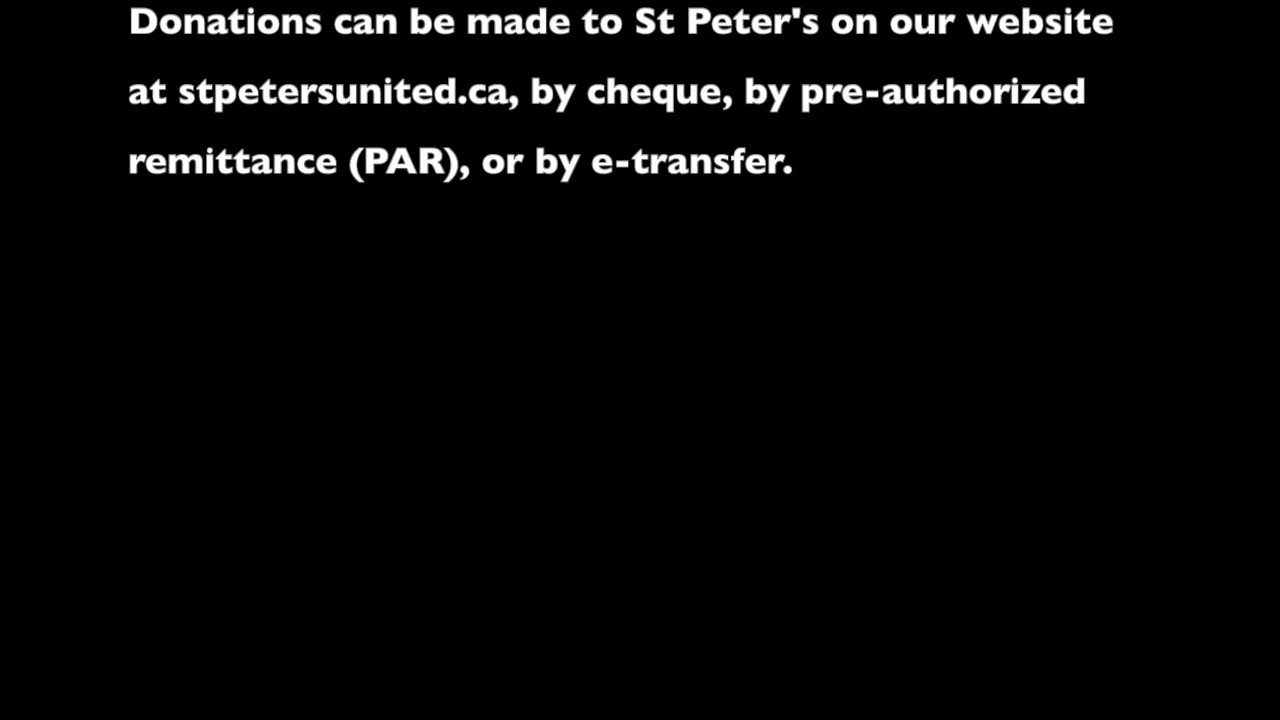 Donations can be made to St Peter's on our website
at stpetersunited.ca, by cheque, by pre-authorized
remittance (PAR), or by e-transfer.